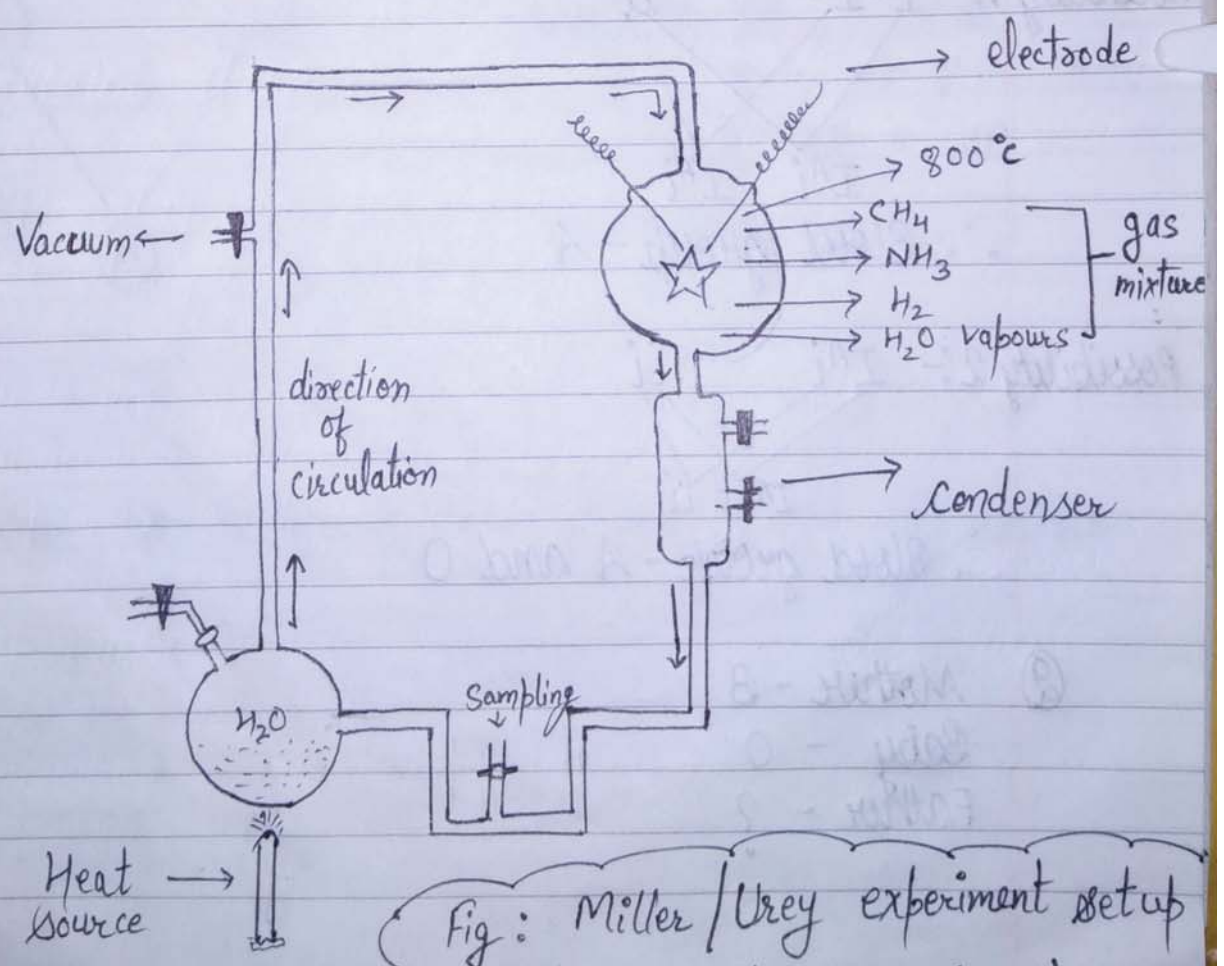 electrode
800°c
CH4
NH3
H2
H2O vapours
gas
mixture
Vacuum
direction
of
circulation
Condenser
H2O
Sampling
Heat
source
Fig: Miller/Urey experiment setup